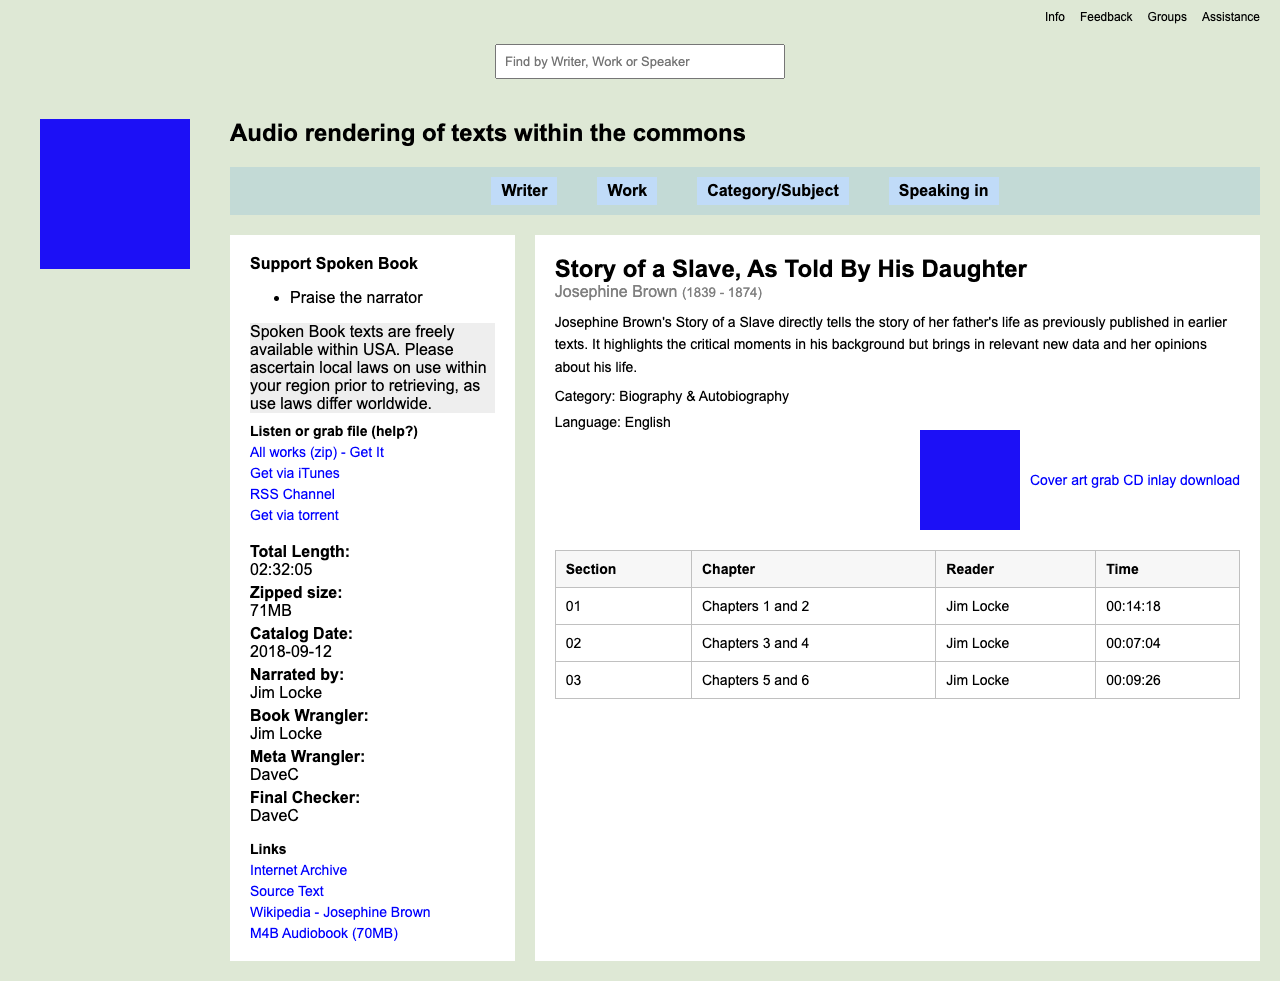 Info Feedback Groups Assistance
Find by Writer, Work or Speaker
Audio rendering of texts within the commons
Writer Work Category/Subject Speaking in
Support Spoken Book
• Praise the narrator
Spoken Book texts are freely
available within USA. Please
ascertain local laws on use within
your region prior to retrieving, as
use laws differ worldwide.
Listen or grab file (help?)
All works (zip) - Get It
Get via iTunes
RSS Channel
Get via torrent
Total Length:
02:32:05
Zipped size:
71MB
Catalog Date:
2018-09-12
Narrated by:
Jim Locke
Book Wrangler:
Jim Locke
Meta Wrangler:
DaveC
Final Checker:
DaveC
Links
Internet Archive
Source Text
Wikipedia - Josephine Brown
M4B Audiobook (70MB)
Story of a Slave, As Told By His Daughter
Josephine Brown (1839 - 1874)
Josephine Brown's Story of a Slave directly tells the story of her father's life as previously published in earlier
texts. It highlights the critical moments in his background but brings in relevant new data and her opinions
about his life.
Category: Biography & Autobiography
Language: English
Cover art grab CD inlay download
Section Chapter Reader Time
01 Chapters 1 and 2 Jim Locke 00:14:18
02 Chapters 3 and 4 Jim Locke 00:07:04
03 Chapters 5 and 6 Jim Locke 00:09:26